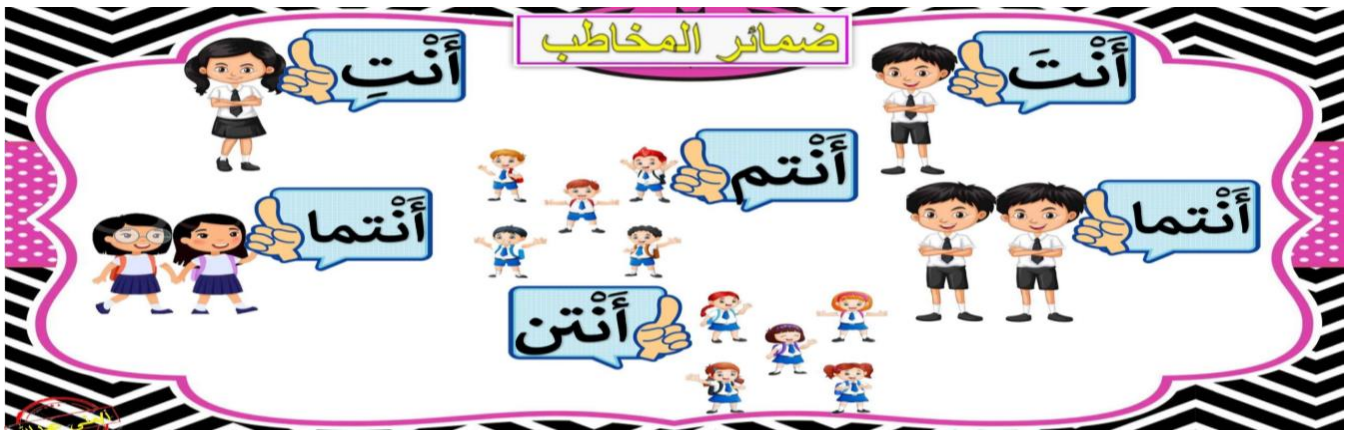 ضمائر المخاطب
أَنْتَ
أَنْتِ
أَنْتم
أَنْتما
أَنْتما
أَنْتن